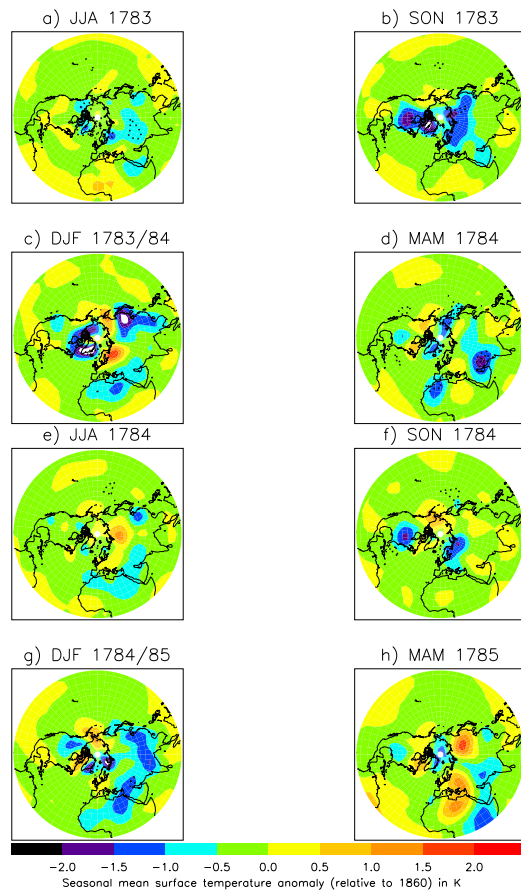 a) JJA 1783
b) SON 1783
c) DJF 1783/84
d) MAM 1784
e) JJA 1784
f) SON 1784
g) DJF 1784/85
h) MAM 1785
-2.0 -1.5 -1.0 -0.5 0.0 0.5 1.0 1.5 2.0
Seasonal mean surface temperature anomaly (relative to 1860) in K